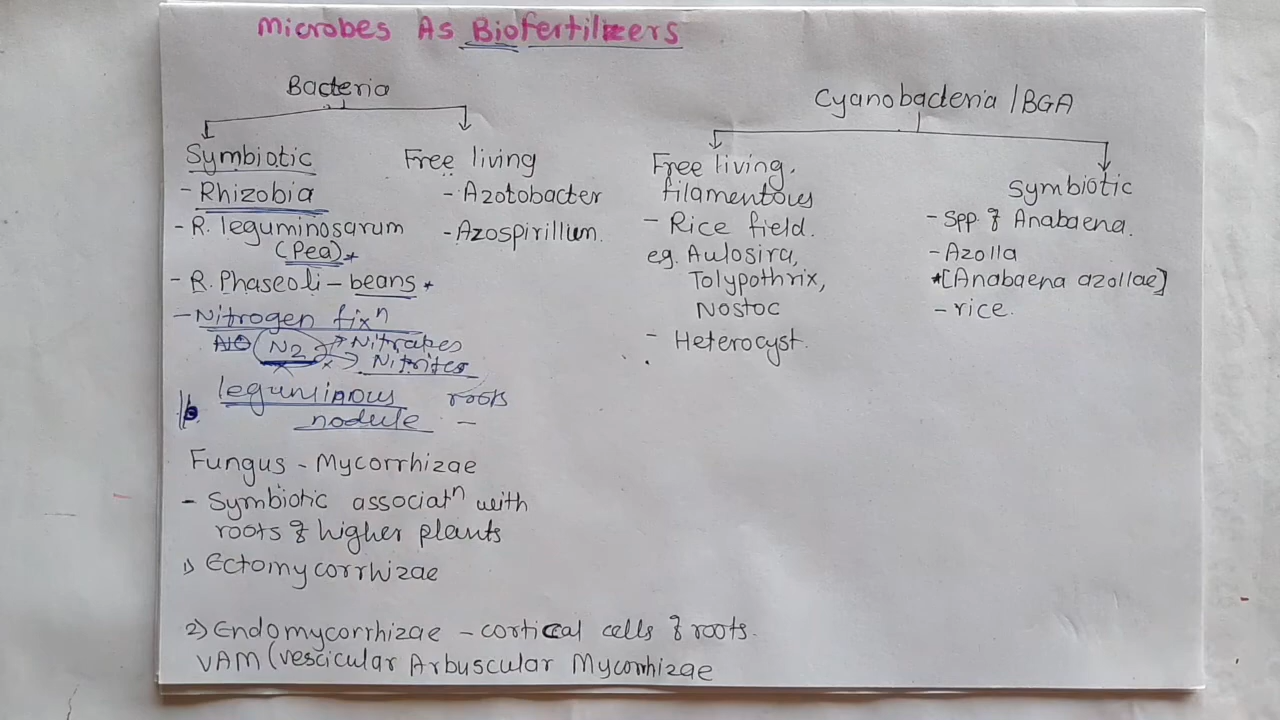 Microbes As Biofertilizers
Bacteria
Symbiotic
- Rhizobia
- R. leguminosarum
(Pea)*
- R. Phaseoli - beans *
- Nitrogen fixⁿ
N2 → Nitrates
→ Nitrites
leguminous roots
nodule -
Free living
- Azotobacter
- Azospirillum.
Fungus - Mycorrhizae
- Symbiotic associatⁿ with
roots of higher plants
1) Ectomycorrhizae
2) Endomycorrhizae - cortical cells of roots.
VAM (vescicular Arbuscular Mycorrhizae
Cyanobacteria / BGA
Free living.
filamentous
- Rice field.
eg. Aulosira,
Tolypothrix,
Nostoc
- Heterocyst.
Symbiotic
- Spp. of Anabaena.
- Azolla
*[Anabaena azollae]
- rice.